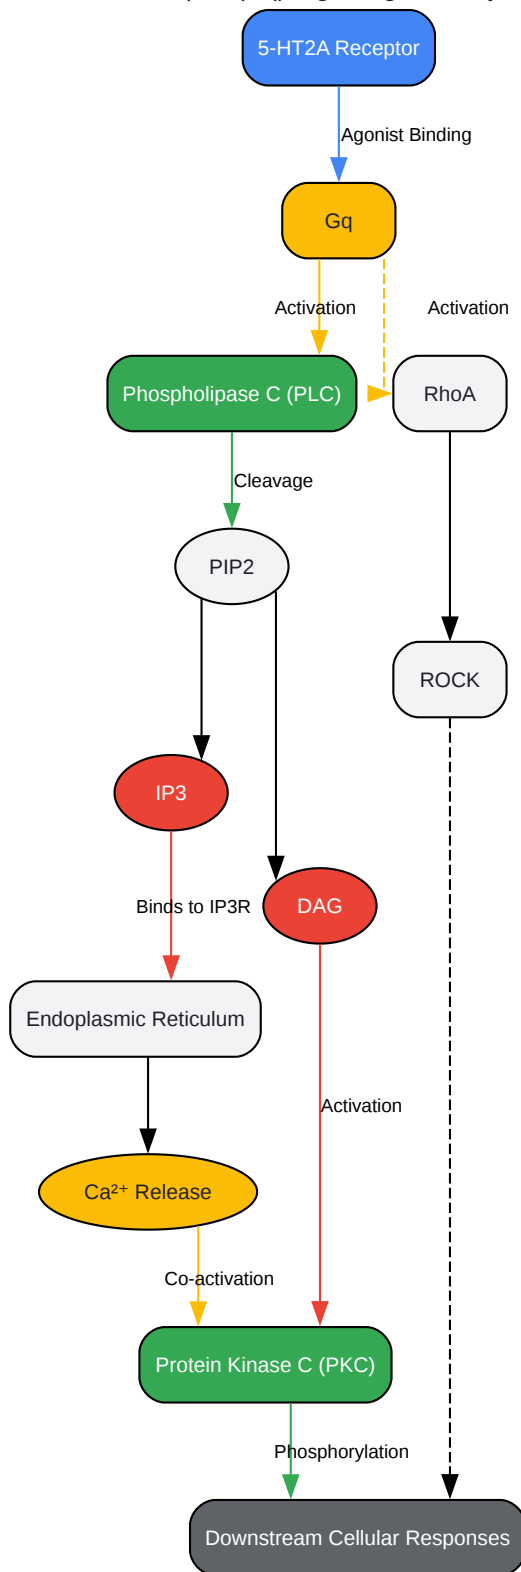 5-HT2A Receptor
Agonist Binding
Gq
Activation
Activation
Phospholipase C (PLC)
RhoA
Cleavage
PIP2
ROCK
IP3
Binds to IP3R
DAG
Endoplasmic Reticulum
Activation
Ca²⁺ Release
Co-activation
Protein Kinase C (PKC)
Phosphorylation
Downstream Cellular Responses